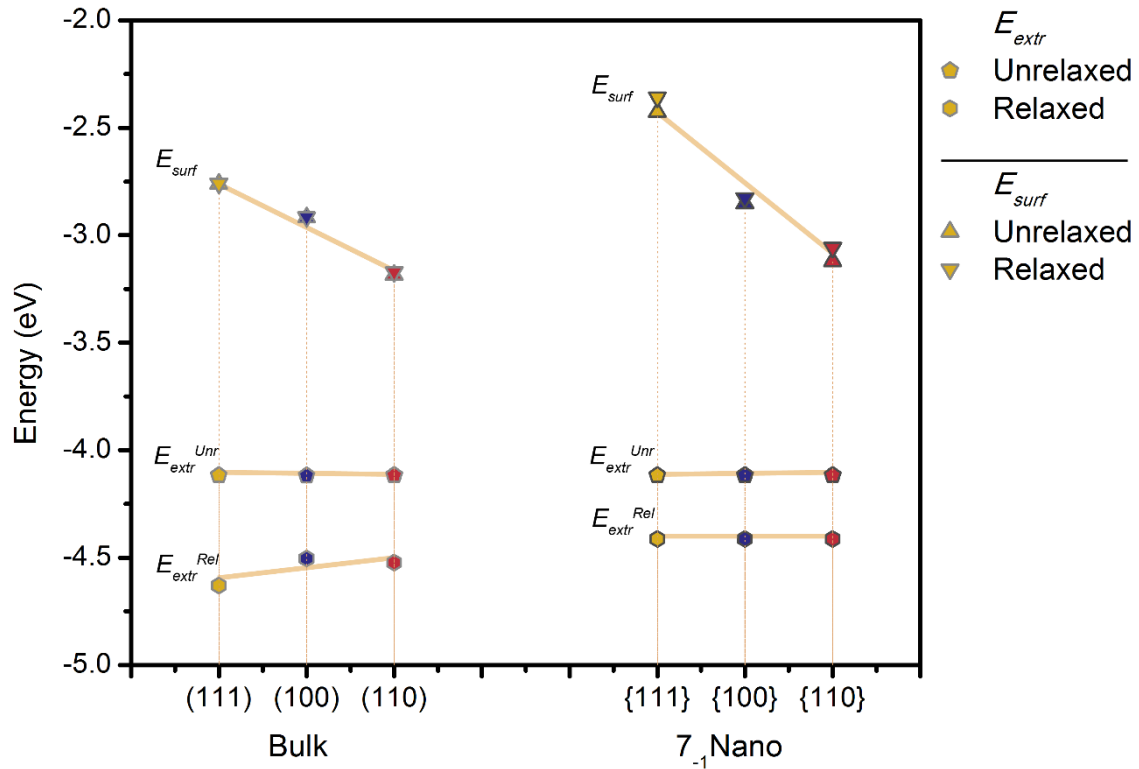 -2.0
-2.5
-3.0
-3.5
-4.0
-4.5
-5.0
Energy (eV)
E_surf
E_extr^Unr
E_extr^Rel
E_surf
E_extr^Unr
E_extr^Rel
(111) (100) (110) {111} {100} {110}
Bulk 7_-1Nano
E_extr
Unrelaxed
Relaxed
E_surf
Unrelaxed
Relaxed